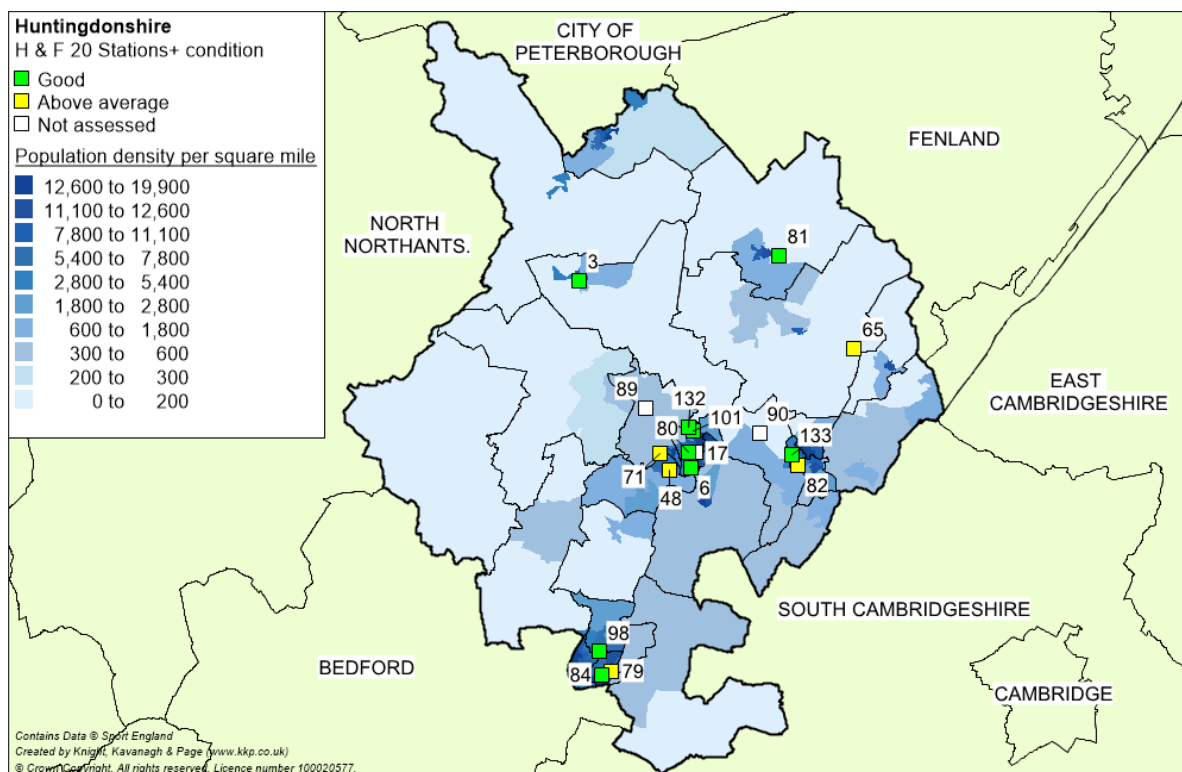 Huntingdonshire
H & F 20 Stations+ condition
Good
Above average
Not assessed
Population density per square mile
12,600 to 19,900
11,100 to 12,600
7,800 to 11,100
5,400 to 7,800
2,800 to 5,400
1,800 to 2,800
600 to 1,800
300 to 600
200 to 300
0 to 200
CITY OF
PETERBOROUGH
FENLAND
NORTH
NORTHANTS.
81
3
65
EAST
CAMBRIDGESHIRE
89
132
101
90
80
133
17
71
48
6
82
SOUTH CAMBRIDGESHIRE
98
BEDFORD
84
79
CAMBRIDGE
Contains Data @ Sport England
Created by Knight, Kavanagh & Page (www.kkp.co.uk)
© Crown Copyright. All rights reserved. Licence number 100020577.